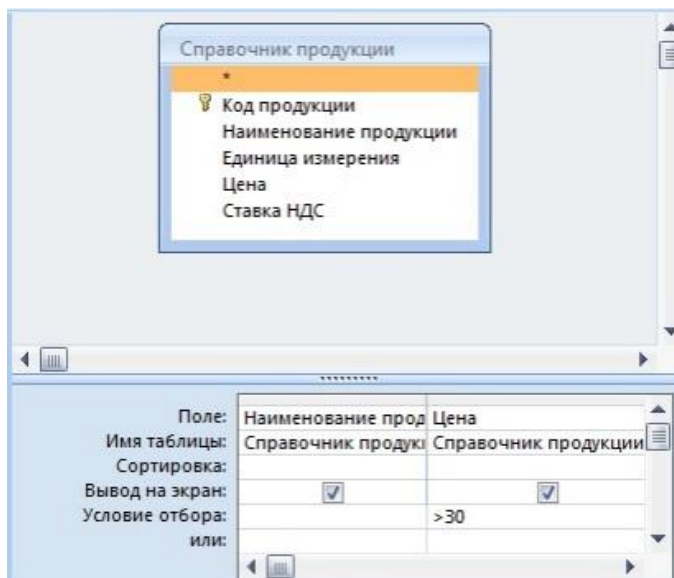 Справочник продукции
*
Код продукции
Наименование продукции
Единица измерения
Цена
Ставка НДС
Поле: Наименование прод Цена
Имя таблицы: Справочник продукı Справочник продукции
Сортировка:
Вывод на экран:
Условие отбора: >30
или: